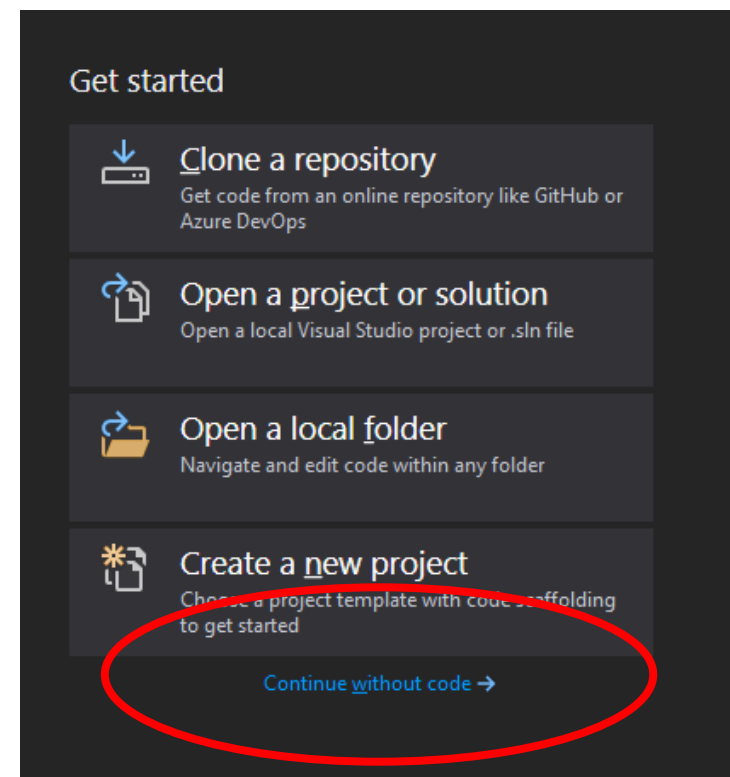 Get started
Clone a repository
Get code from an online repository like GitHub or
Azure DevOps
Open a project or solution
Open a local Visual Studio project or .sln file
Open a local folder
Navigate and edit code within any folder
Create a new project
Choose a project template with code scaffolding
to get started
Continue without code →